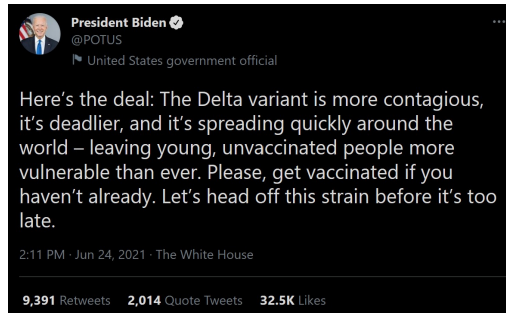 President Biden
@POTUS
United States government official
Here's the deal: The Delta variant is more contagious,
it's deadlier, and it's spreading quickly around the
world – leaving young, unvaccinated people more
vulnerable than ever. Please, get vaccinated if you
haven't already. Let's head off this strain before it's too
late.
2:11 PM · Jun 24, 2021 · The White House
9,391 Retweets 2,014 Quote Tweets 32.5K Likes